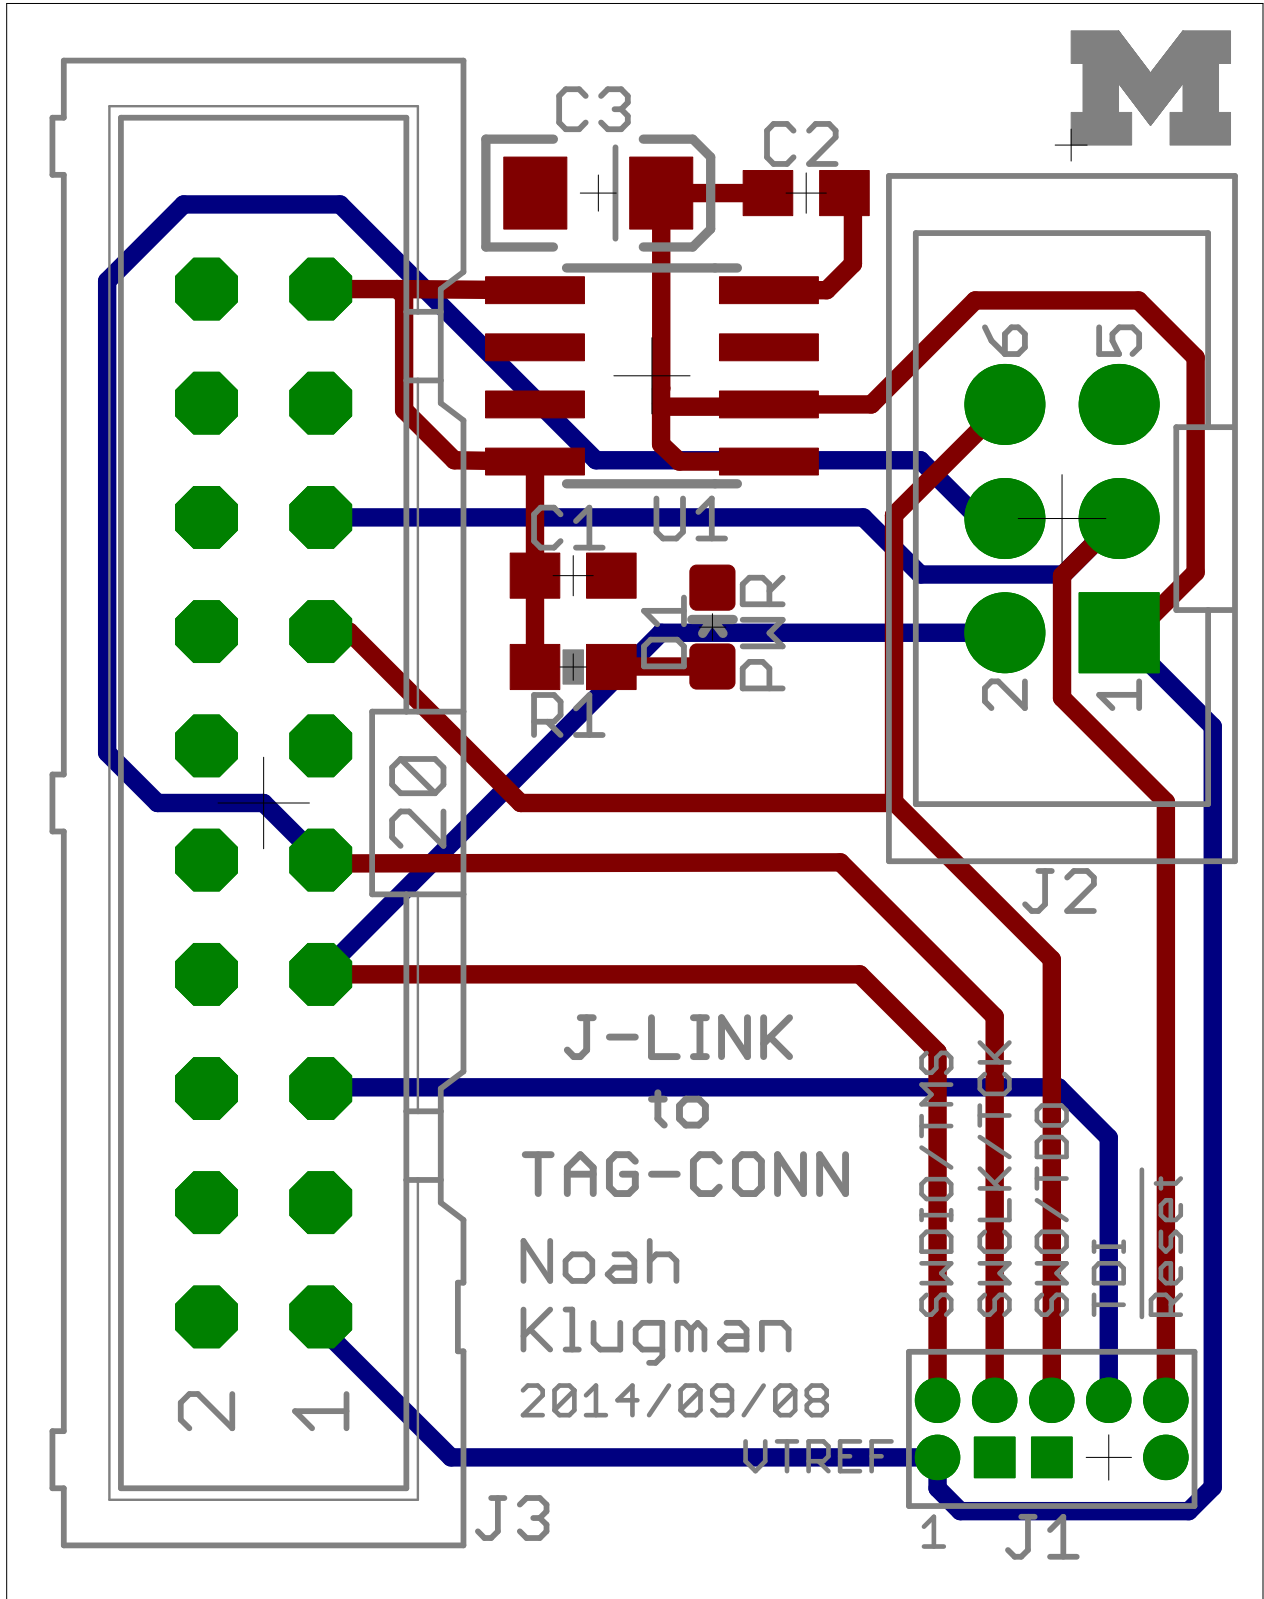 M
C3
C2
6
5
U1
C1
D1
PWR
R1
2
1
20
J2
J-LINK
to
TAG-CONN
Noah
Klugman
2014/09/08
SWDIO/TMS
SWCLK/TCK
SWO/TDO
TDI
Reset
2
1
VTREF
J3
1
J1